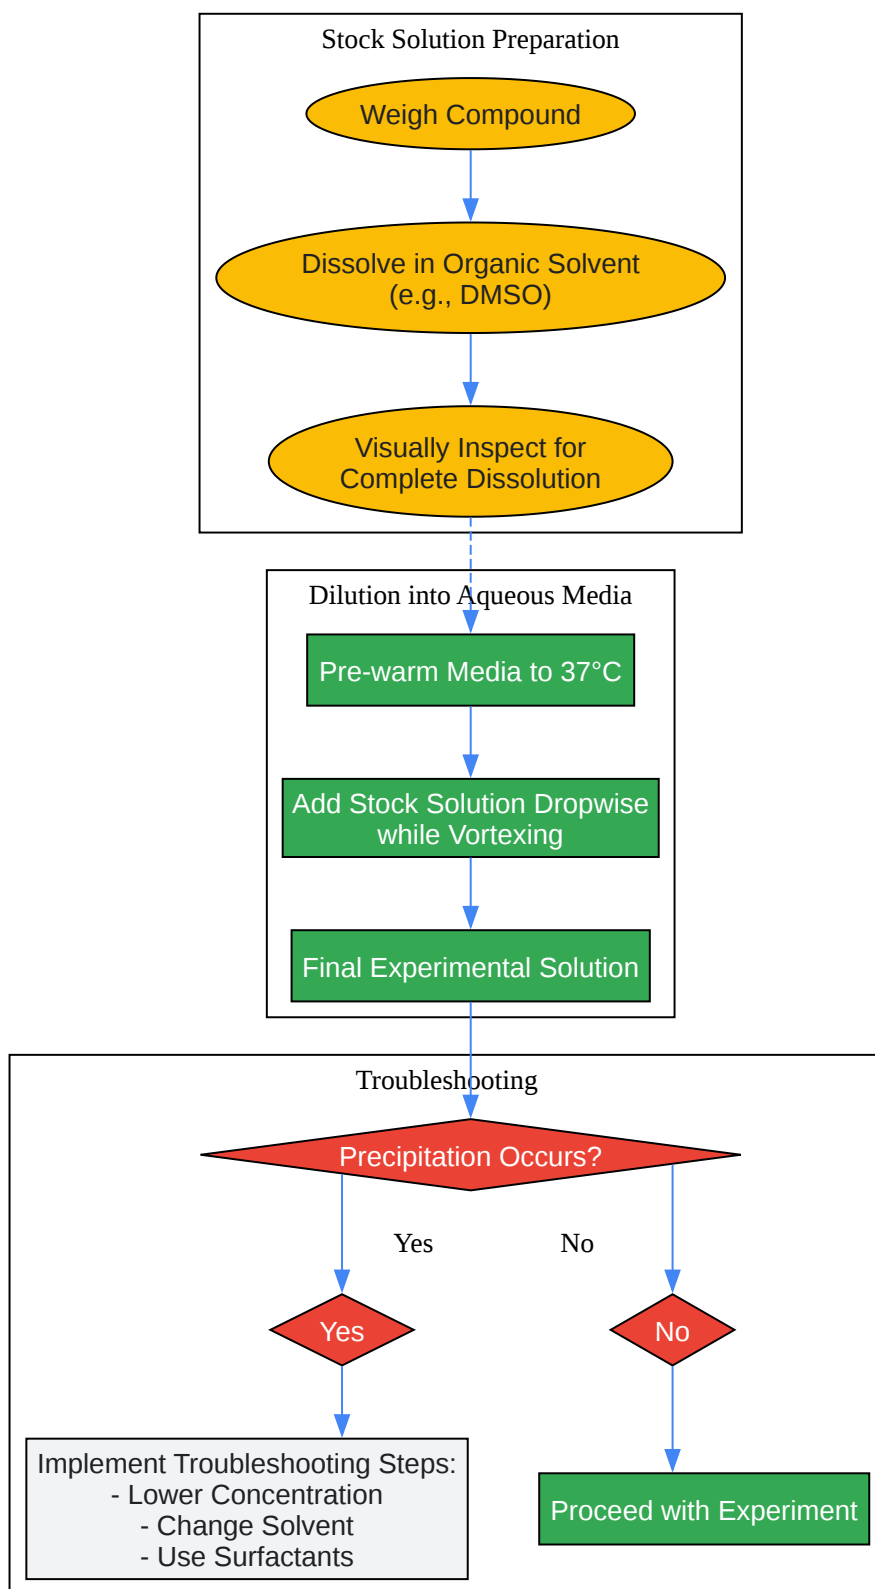 Stock Solution Preparation
Weigh Compound
Dissolve in Organic Solvent
(e.g., DMSO)
Visually Inspect for
Complete Dissolution
Dilution into Aqueous Media
Pre-warm Media to 37°C
Add Stock Solution Dropwise
while Vortexing
Final Experimental Solution
Troubleshooting
Precipitation Occurs?
Yes
No
Yes
No
Implement Troubleshooting Steps:
- Lower Concentration
- Change Solvent
- Use Surfactants
Proceed with Experiment